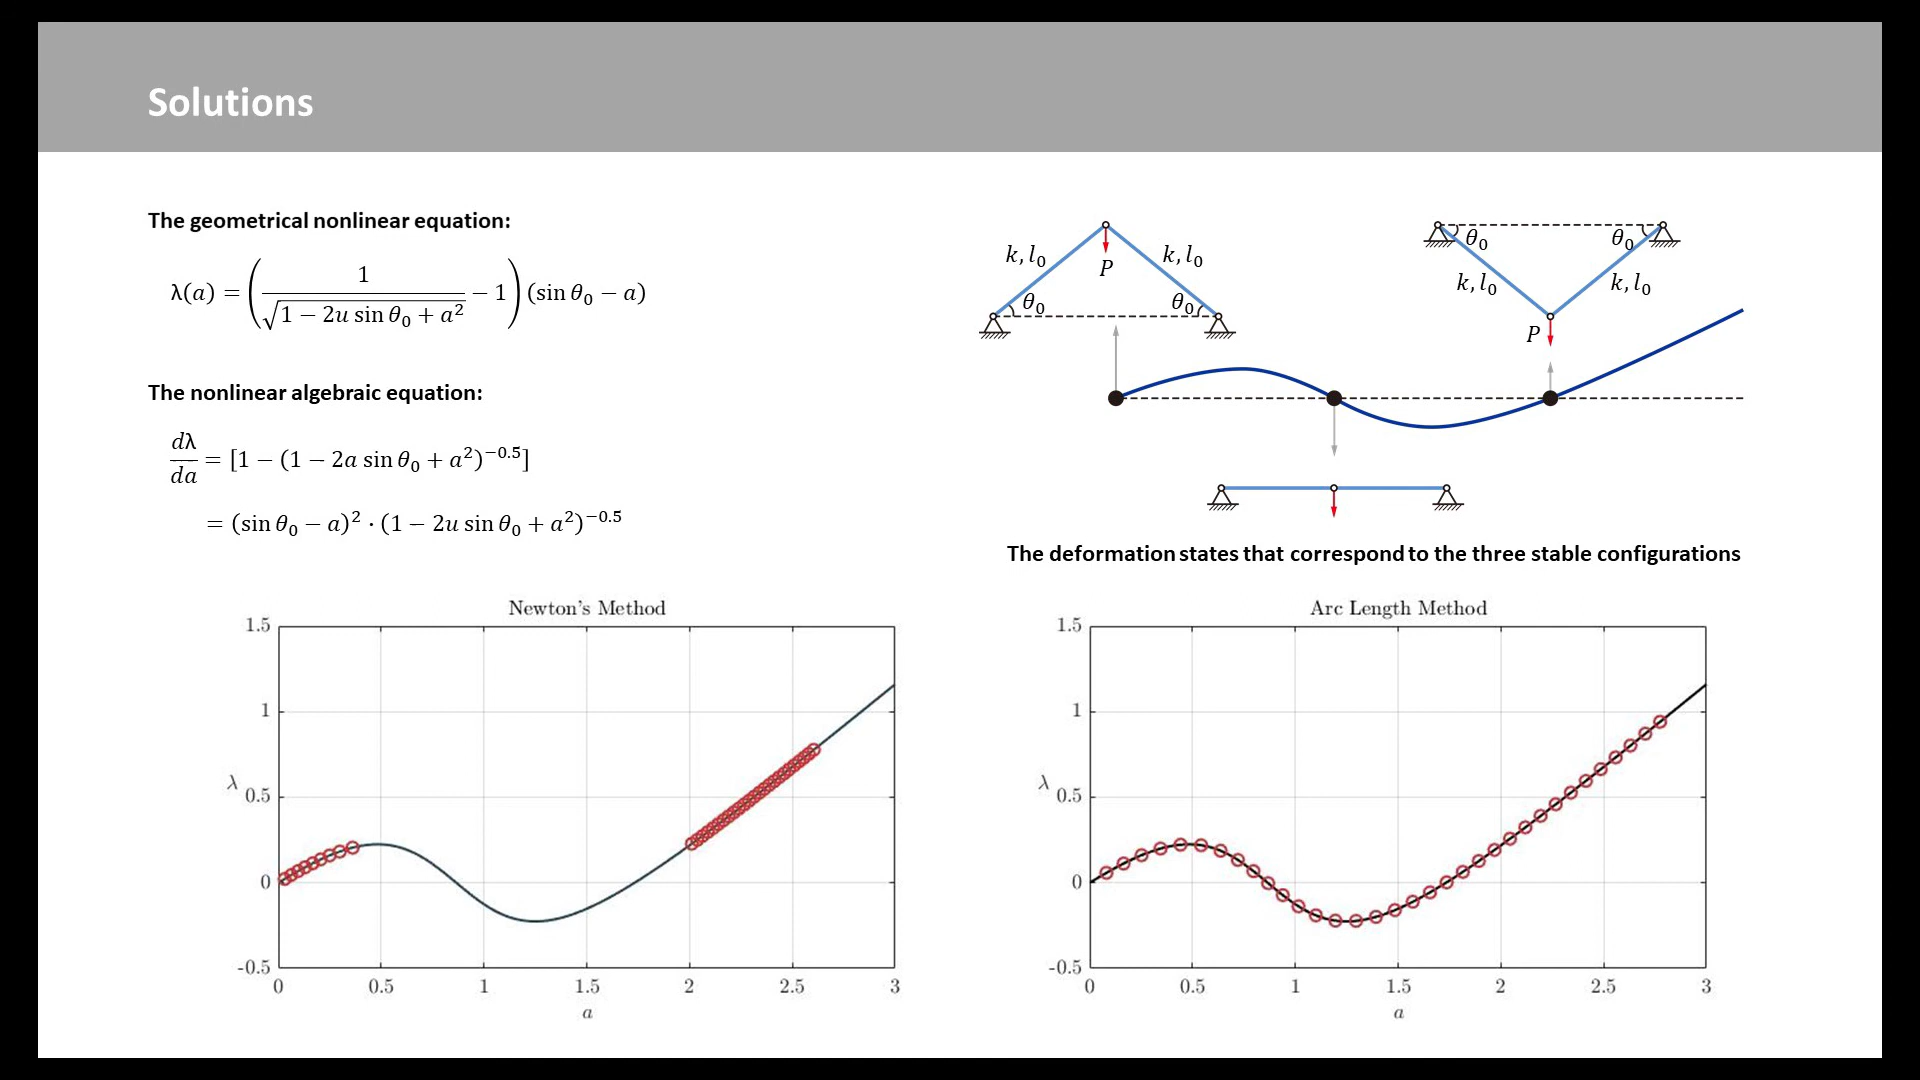 Solutions
The geometrical nonlinear equation:
λ(a) = (1 / √(1 − 2u sin θ₀ + a²) − 1) (sin θ₀ − a)
The nonlinear algebraic equation:
dλ/da = [1 − (1 − 2a sin θ₀ + a²)^−0.5]
= (sin θ₀ − a)² · (1 − 2u sin θ₀ + a²)^−0.5
k, l₀
k, l₀
P
θ₀
θ₀
θ₀
θ₀
k, l₀
k, l₀
P
The deformation states that correspond to the three stable configurations
Newton's Method
1.5
1
λ 0.5
0
-0.5
0 0.5 1 1.5 2 2.5 3
a
Arc Length Method
1.5
1
λ 0.5
0
-0.5
0 0.5 1 1.5 2 2.5 3
a